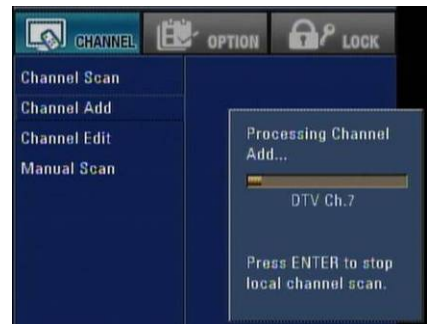 CHANNEL
OPTION
LOCK
Channel Scan
Channel Add
Channel Edit
Manual Scan
Processing Channel
Add...
DTV Ch.7
Press ENTER to stop
local channel scan.